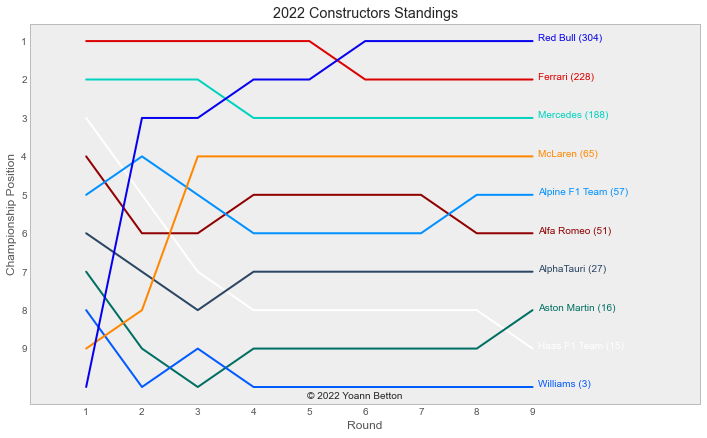 2022 Constructors Standings
1
2
3
4
5
6
7
8
9
Championship Position
Red Bull (304)
Ferrari (228)
Mercedes (188)
McLaren (65)
Alpine F1 Team (57)
Alfa Romeo (51)
AlphaTauri (27)
Aston Martin (16)
Haas F1 Team (15)
Williams (3)
© 2022 Yoann Betton
1 2 3 4 5 6 7 8 9
Round